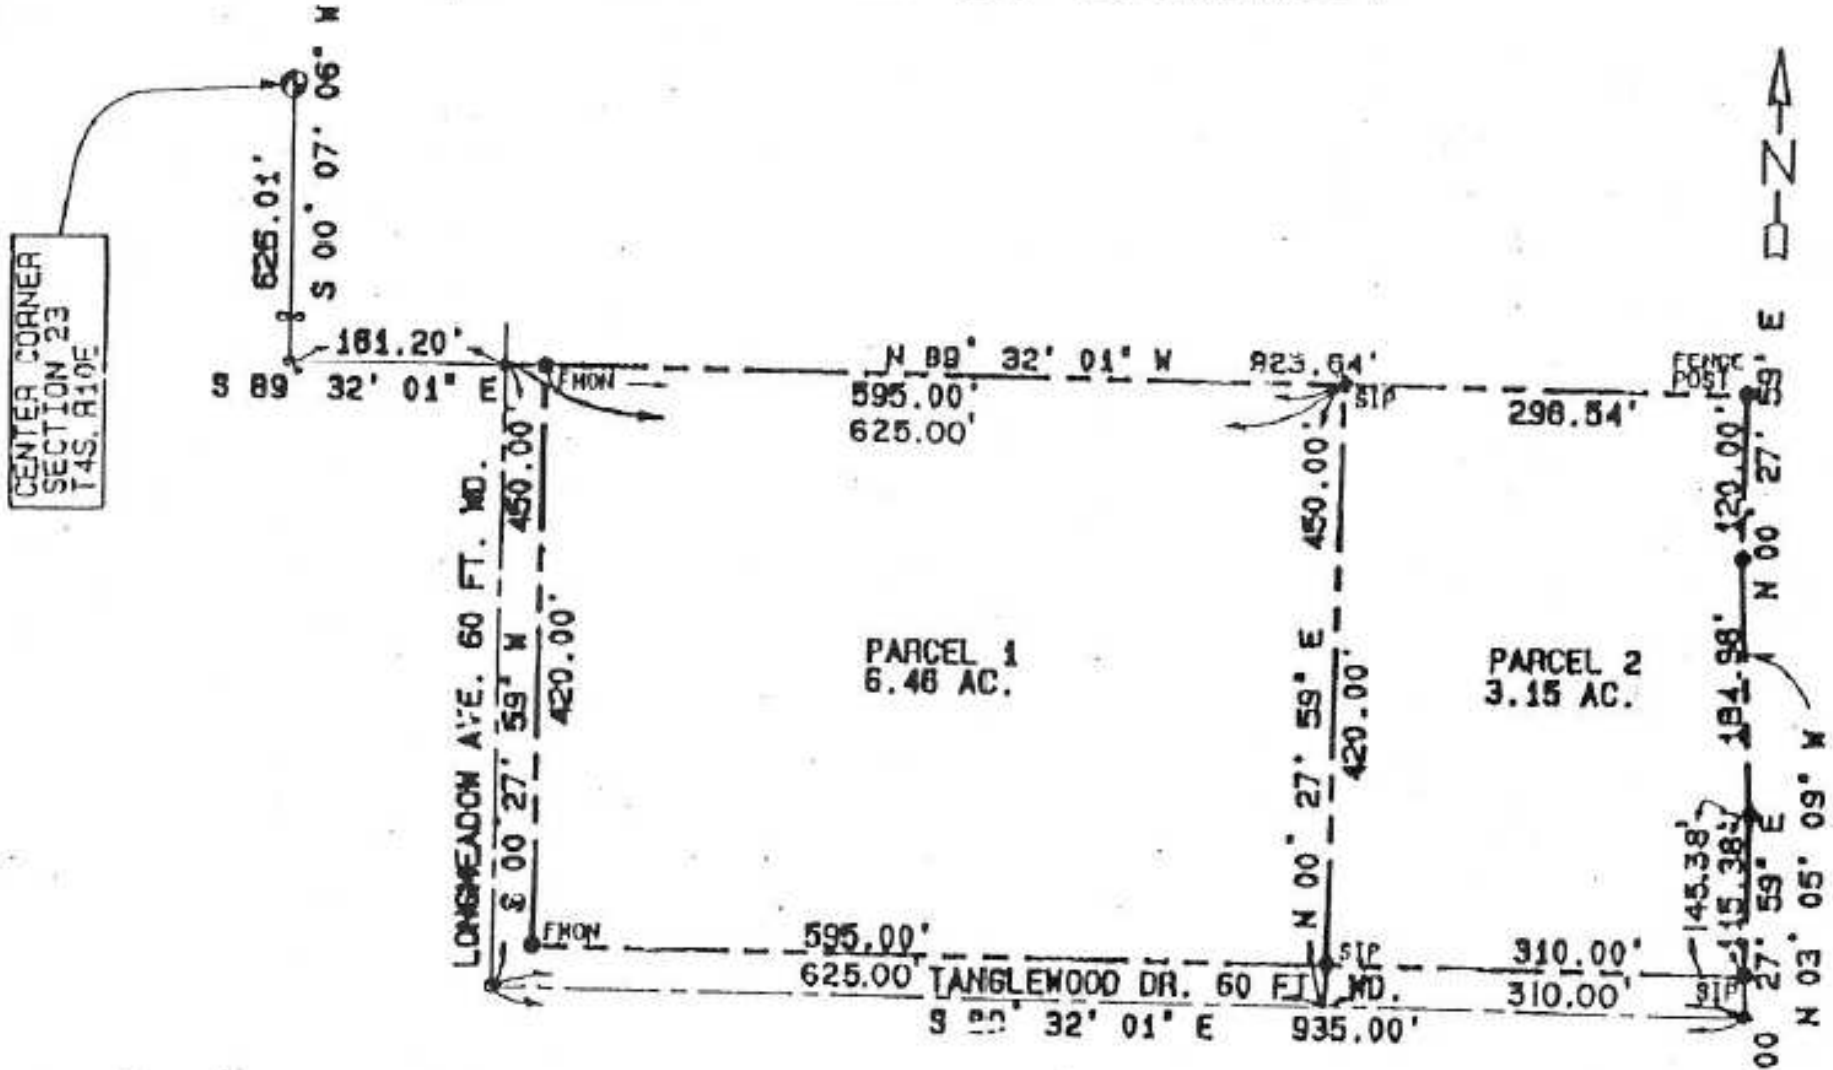 CENTER CORNER
SECTION 23
T4S, R10E
626.01'
S 00° 07' 06" W
161.20'
S 89 32' 01" E
N 89° 32' 01" W 923.64'
FMON
595.00'
625.00'
SIP
296.54'
FENCE
POST
N
N 00° 27' 59" E
120.00'
184.98'
N 03° 05' 09" W
LONGMEADOW AVE. 60 FT. WD.
450.00'
S 00° 27' 59" W
420.00'
PARCEL 1
6.46 AC.
450.00'
N 00° 27' 59" E
420.00'
PARCEL 2
3.15 AC.
145.38'
115.38'
00 27' 59" E
FMON
595.00'
SIP
310.00'
625.00'
TANGLEWOOD DR. 60 FT WD.
310.00'
SIP
S 32' 01" E 935.00'